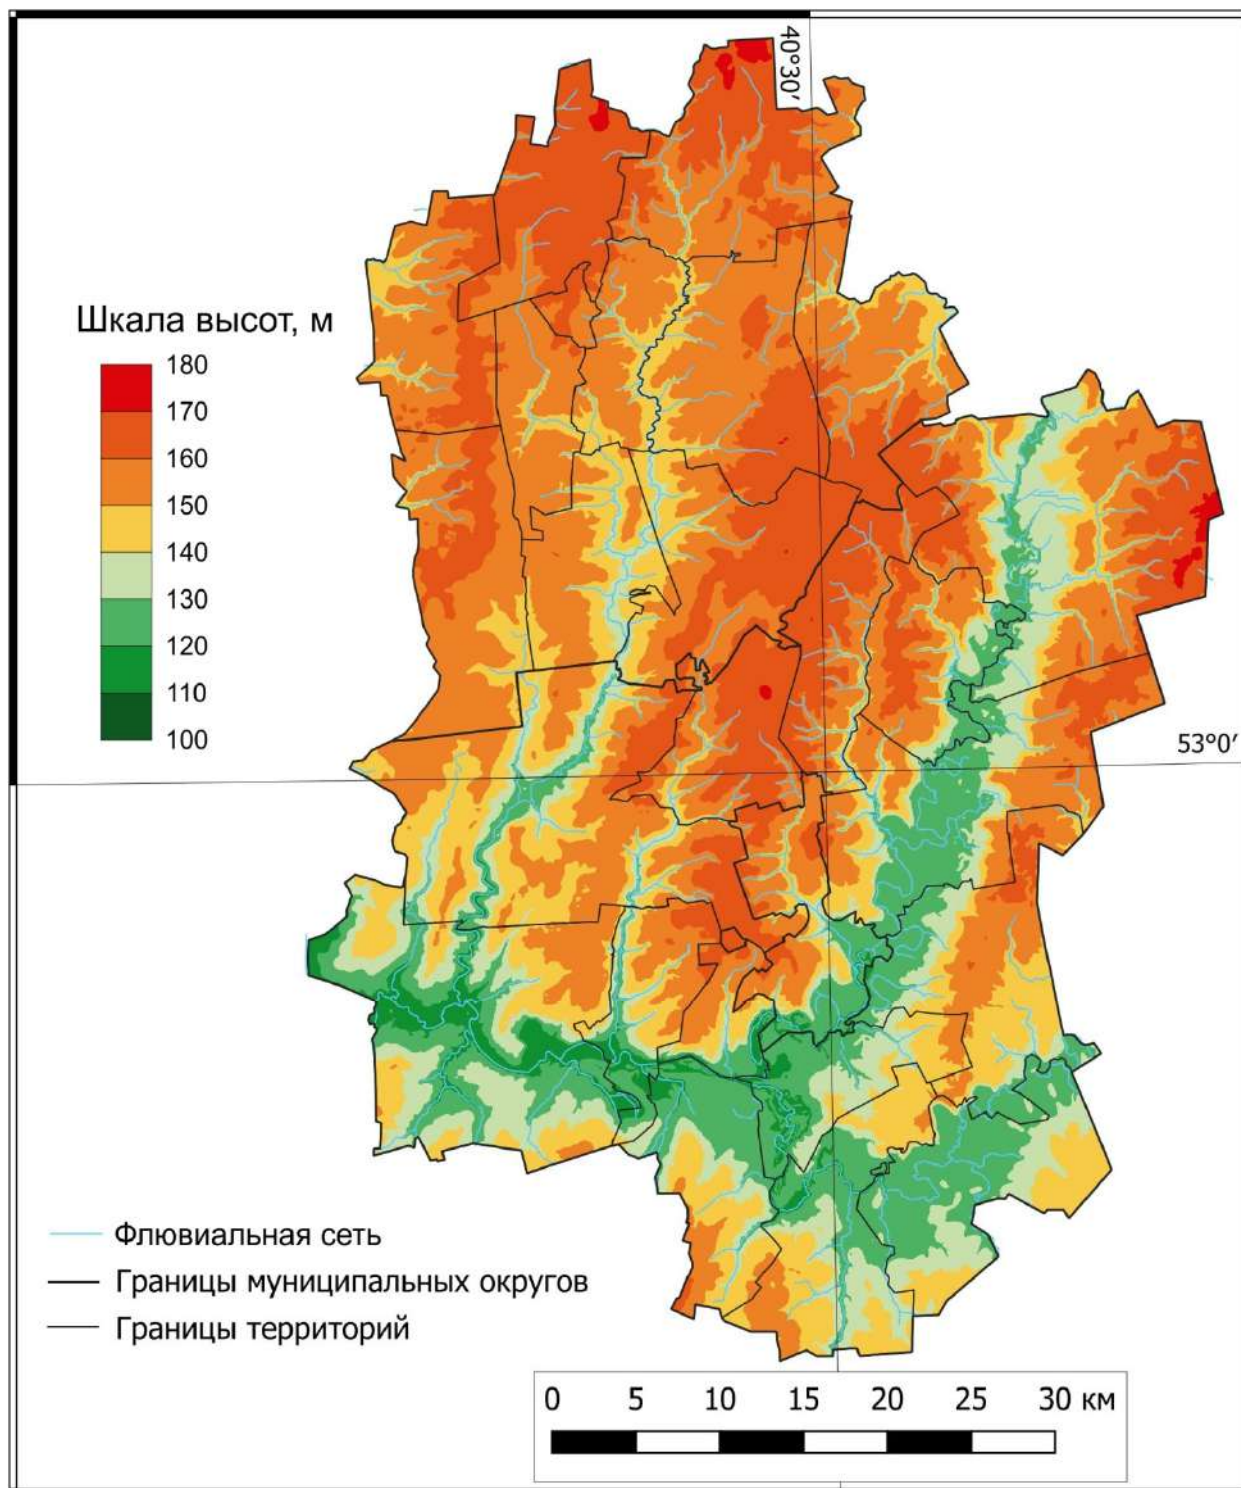 40°30′
Шкала высот, м
180
170
160
150
140
130
120
110
100
53°0′
Флювиальная сеть
Границы муниципальных округов
Границы территорий
0 5 10 15 20 25 30 км